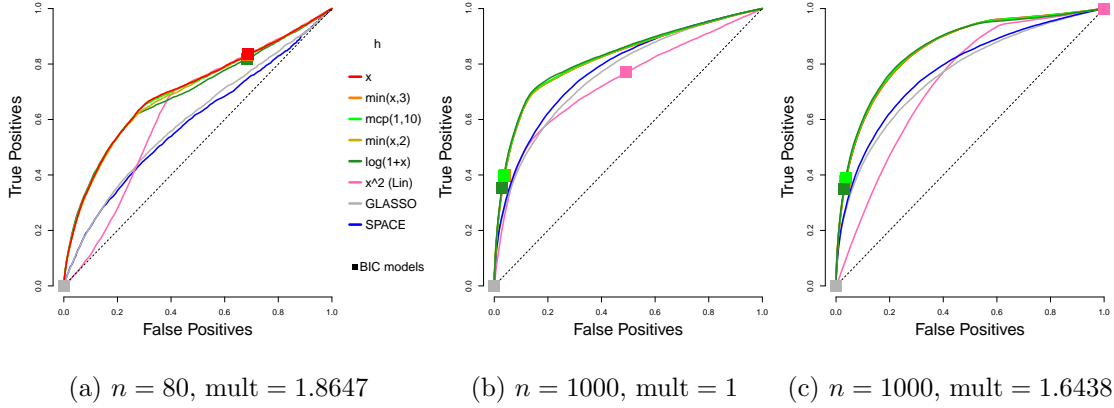 True Positives
0.0 0.2 0.4 0.6 0.8 1.0
0.0 0.2 0.4 0.6 0.8 1.0
False Positives
h
x
min(x,3)
mcp(1,10)
min(x,2)
log(1+x)
x^2 (Lin)
GLASSO
SPACE
BIC models
(a) n = 80, mult = 1.8647
True Positives
0.0 0.2 0.4 0.6 0.8 1.0
0.0 0.2 0.4 0.6 0.8 1.0
False Positives
(b) n = 1000, mult = 1
True Positives
0.0 0.2 0.4 0.6 0.8 1.0
0.0 0.2 0.4 0.6 0.8 1.0
False Positives
(c) n = 1000, mult = 1.6438